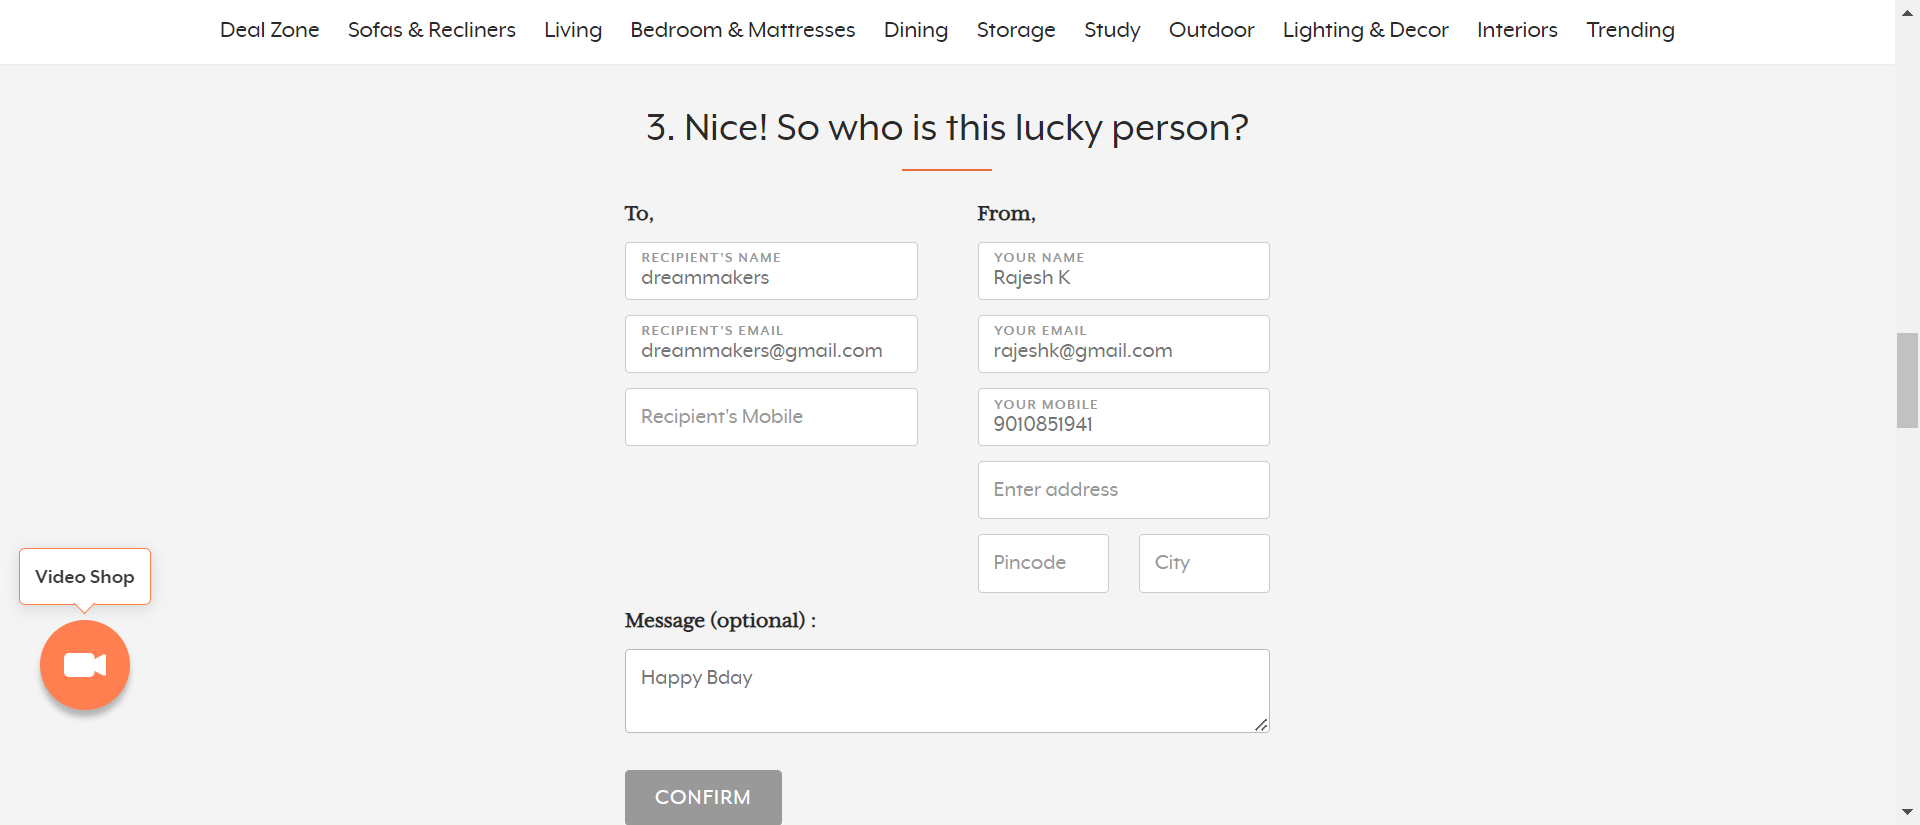 Deal Zone Sofas & Recliners Living Bedroom & Mattresses Dining Storage Study Outdoor Lighting & Decor Interiors Trending
3. Nice! So who is this lucky person?
To,
RECIPIENT'S NAME
dreammakers
RECIPIENT'S EMAIL
dreammakers@gmail.com
Recipient's Mobile
From,
YOUR NAME
Rajesh K
YOUR EMAIL
rajeshk@gmail.com
YOUR MOBILE
9010851941
Enter address
Pincode City
Message (optional) :
Happy Bday
CONFIRM
Video Shop